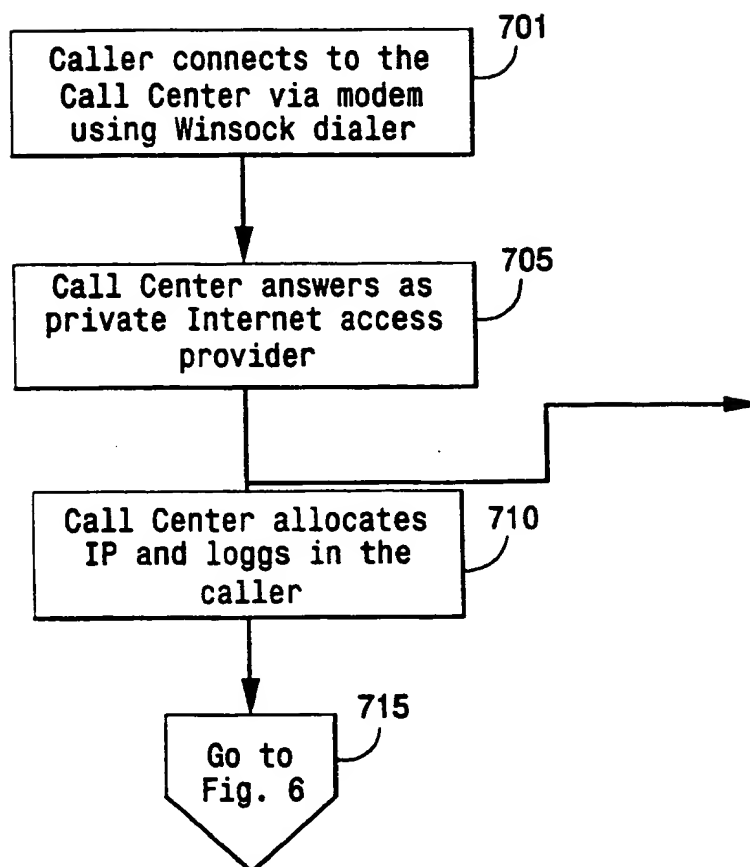 701
Caller connects to the
Call Center via modem
using Winsock dialer
705
Call Center answers as
private Internet access
provider
710
Call Center allocates
IP and loggs in the
caller
715
Go to
Fig. 6